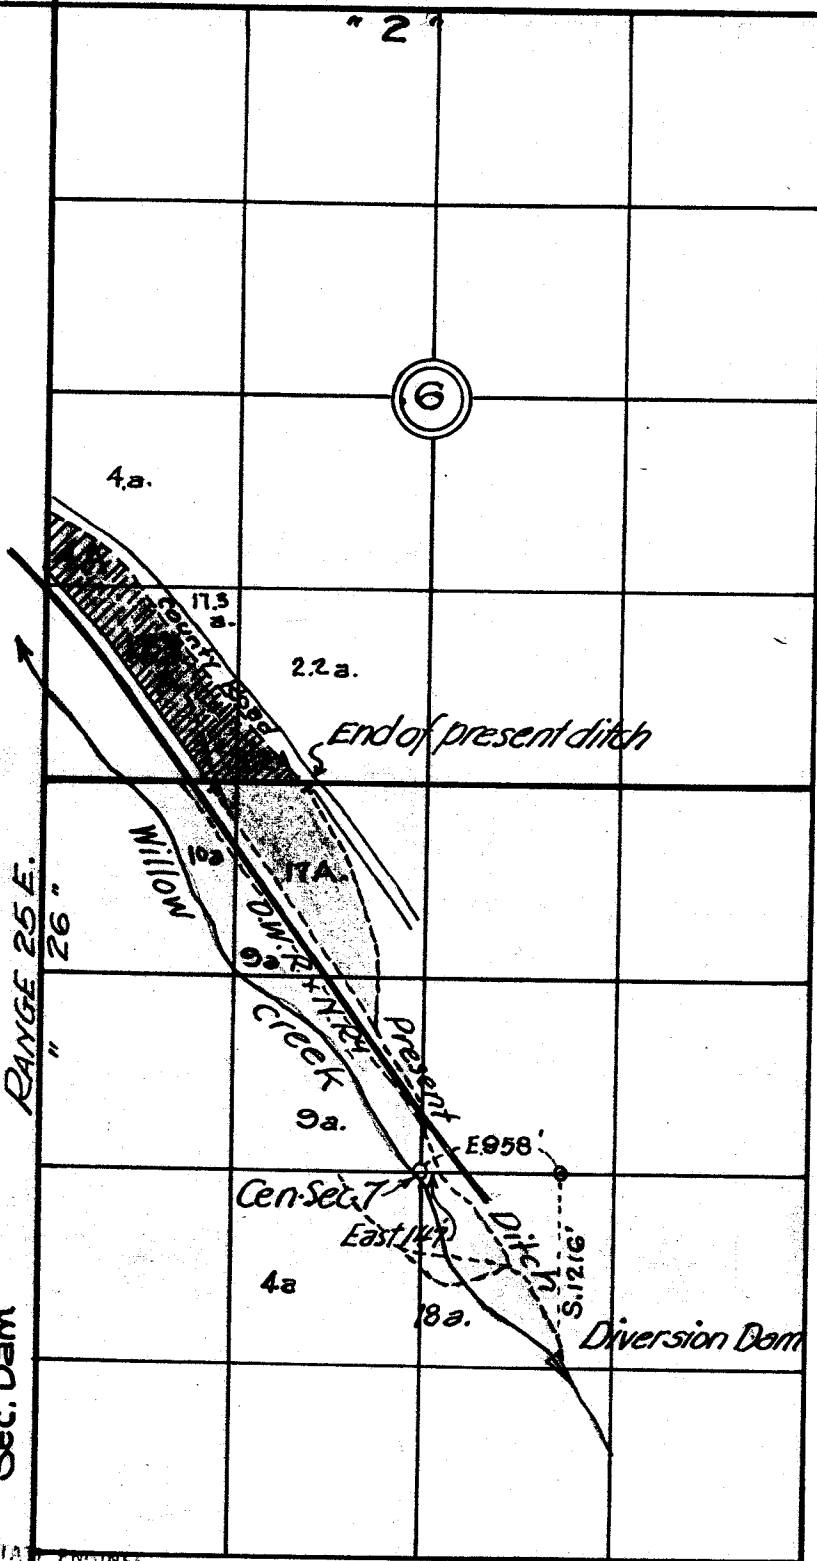 " 2 "
6
4.a.
17.3
a.
County Road
2.2 a.
End of present ditch
RANGE 25 E.
" 26 "
Willow
10a
17A.
9a
Creek
present
9a.
E.958'
Cen. Sec. 7
East 147'
Ditch
S.1216'
4a
18a.
Diversion Dam
Sec. Dam